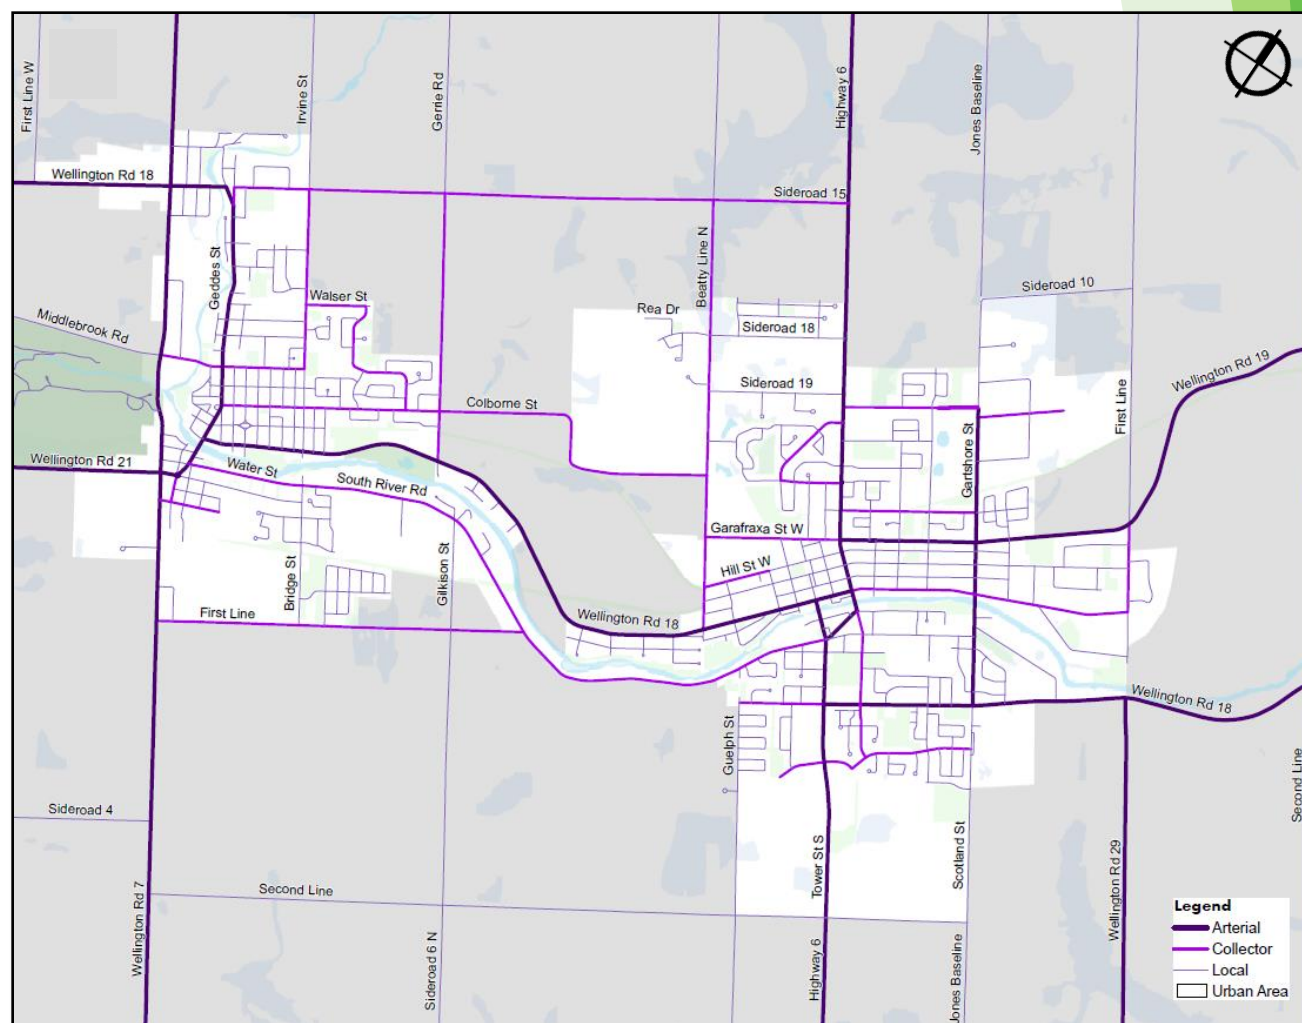 First Line W
Irvine St
Gerrie Rd
Highway 6
Jones Baseline
Wellington Rd 18
Sideroad 15
Geddes St
Beatty Line N
Walser St
Sideroad 10
Rea Dr
Middlebrook Rd
Sideroad 18
Wellington Rd 19
Sideroad 19
First Line
Colborne St
Gartshore St
Wellington Rd 21
Water St
South River Rd
Garafraxa St W
Hill St W
Bridge St
Gilkison St
First Line
Wellington Rd 18
Wellington Rd 18
Guelph St
Second Line
Sideroad 4
Tower St S
Scotland St
Wellington Rd 29
Second Line
Wellington Rd 7
Sideroad 6 N
Highway 6
Jones Baseline
Legend
Arterial
Collector
Local
Urban Area